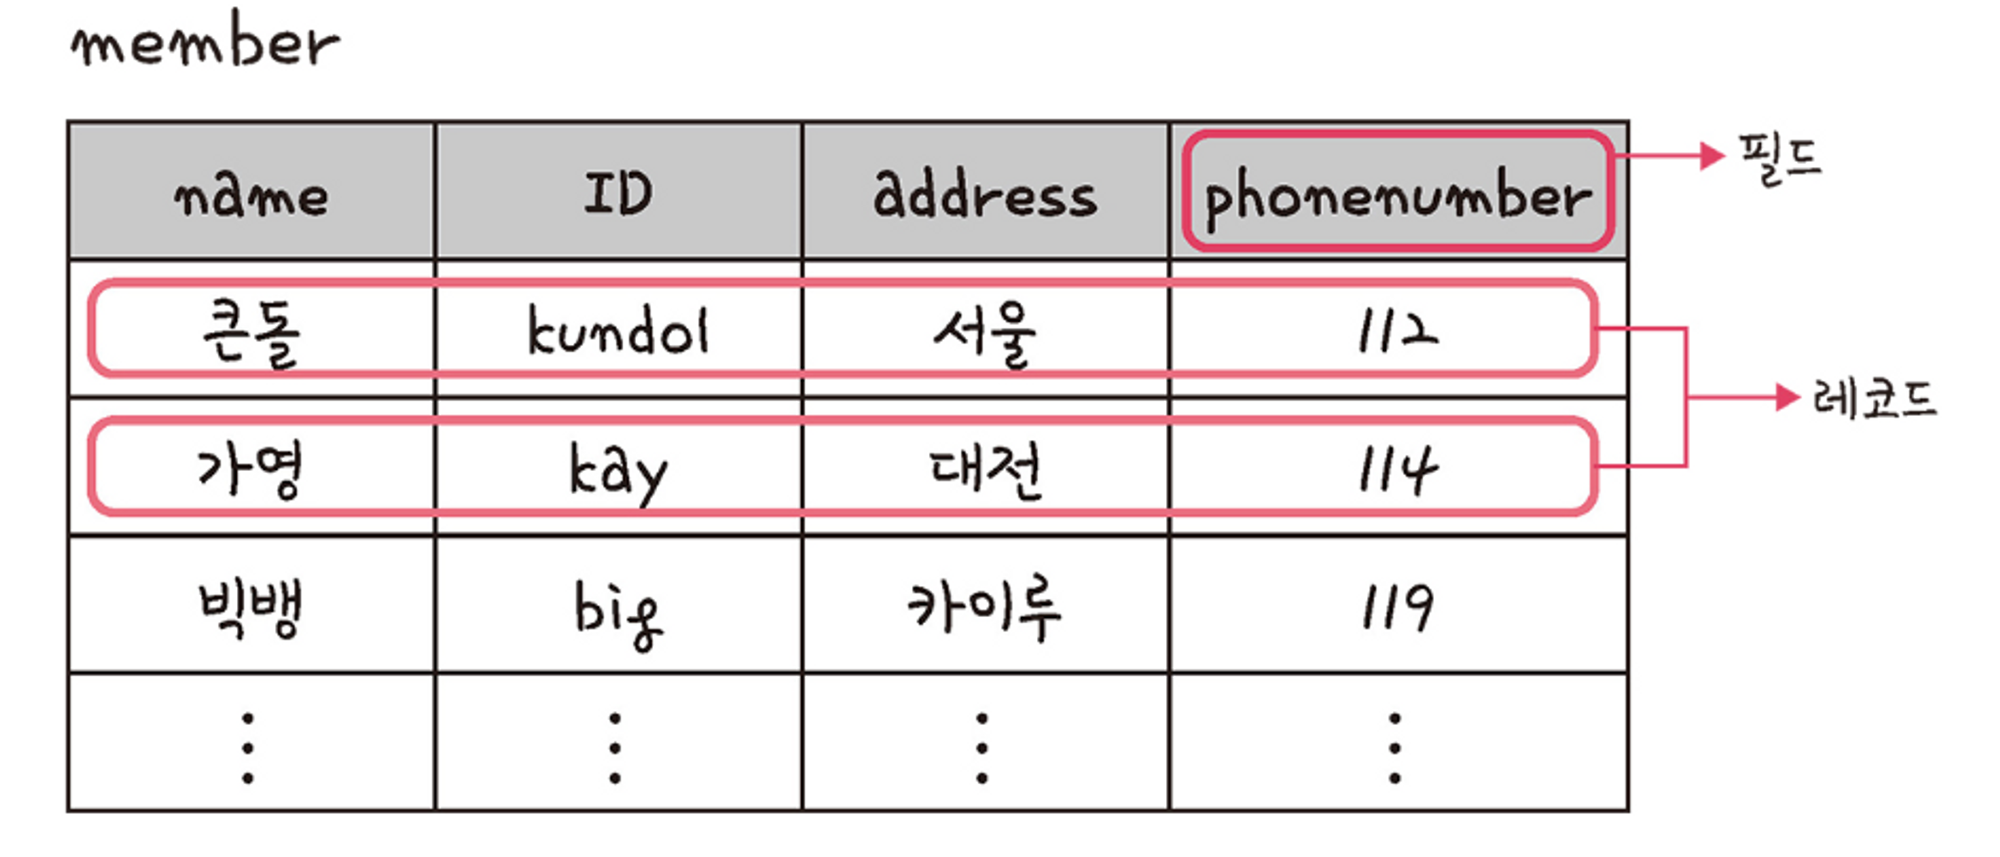 member
name ID address phonenumber 필드
큰돌 kundol 서울 112
레코드
가영 kay 대전 114
빅뱅 big 카이루 119